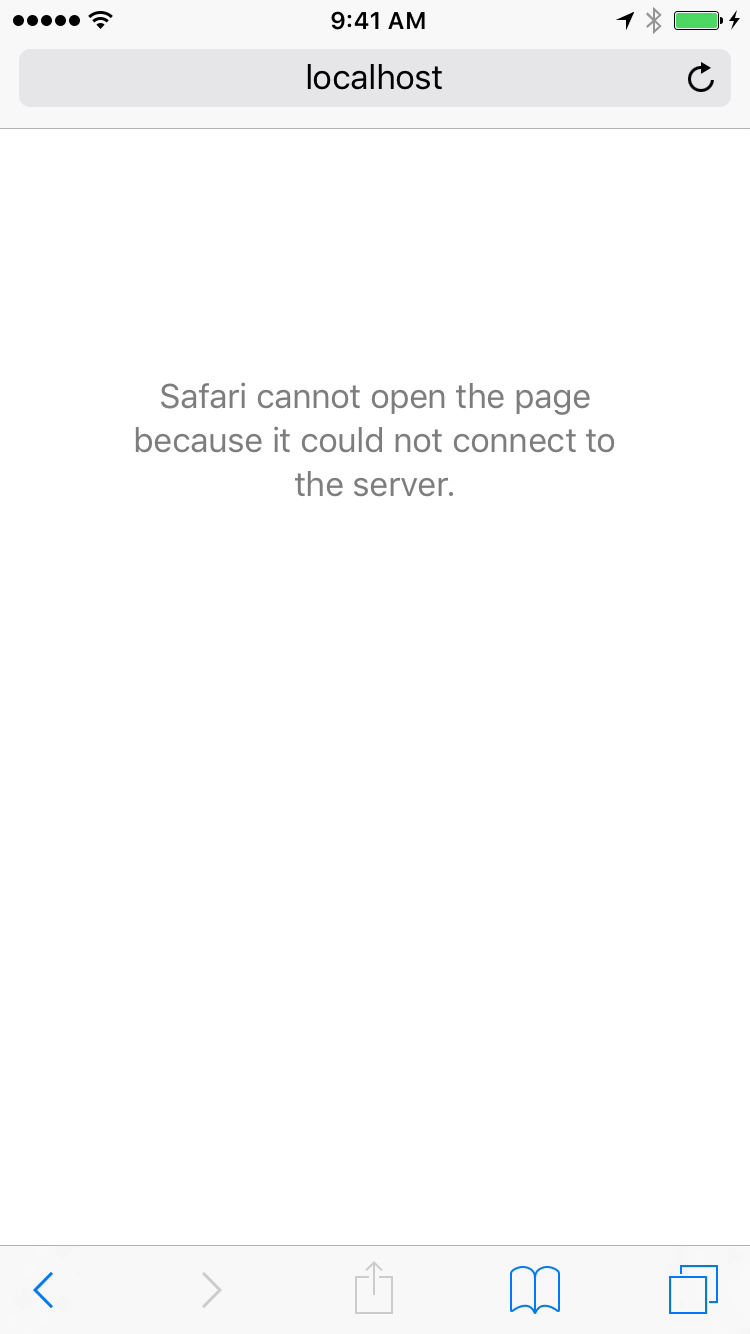 9:41 AM
localhost
Safari cannot open the page
because it could not connect to
the server.